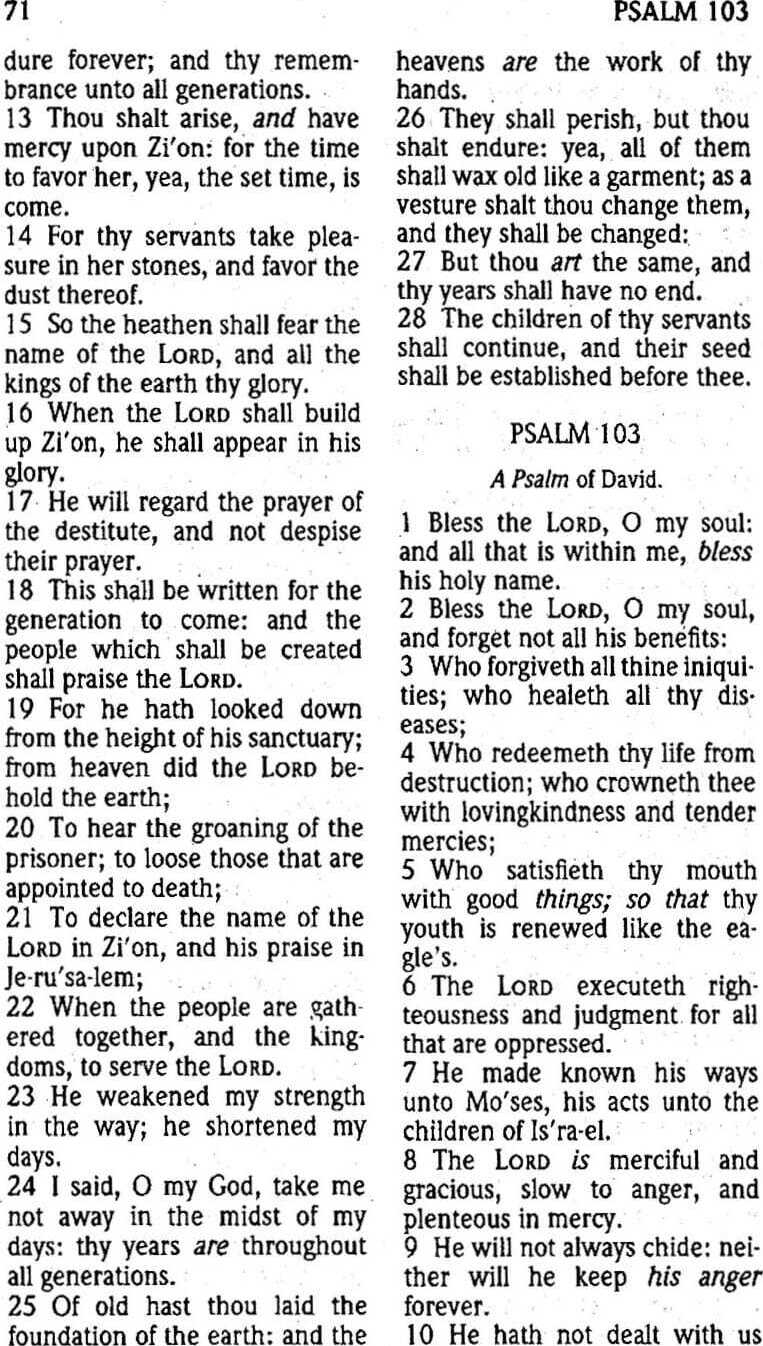 71
PSALM 103
dure forever; and thy remem-
brance unto all generations.
13 Thou shalt arise, and have
mercy upon Zi'on: for the time
to favor her, yea, the set time, is
come.
14 For thy servants take plea-
sure in her stones, and favor the
dust thereof.
15 So the heathen shall fear the
name of the LORD, and all the
kings of the earth thy glory.
16 When the LORD shall build
up Zi'on, he shall appear in his
glory.
17 He will regard the prayer of
the destitute, and not despise
their prayer.
18 This shall be written for the
generation to come: and the
people which shall be created
shall praise the LORD.
19 For he hath looked down
from the height of his sanctuary;
from heaven did the LORD be-
hold the earth;
20 To hear the groaning of the
prisoner; to loose those that are
appointed to death;
21 To declare the name of the
LORD in Zi'on, and his praise in
Je-ru'sa-lem;
22 When the people are gath-
ered together, and the king-
doms, to serve the LORD.
23 He weakened my strength
in the way; he shortened my
days.
24 I said, O my God, take me
not away in the midst of my
days: thy years are throughout
all generations.
25 Of old hast thou laid the
foundation of the earth: and the
heavens are the work of thy
hands.
26 They shall perish, but thou
shalt endure: yea, all of them
shall wax old like a garment; as a
vesture shalt thou change them,
and they shall be changed:
27 But thou art the same, and
thy years shall have no end.
28 The children of thy servants
shall continue, and their seed
shall be established before thee.
PSALM 103
A Psalm of David.
1 Bless the LORD, O my soul:
and all that is within me, bless
his holy name.
2 Bless the LORD, O my soul,
and forget not all his benefits:
3 Who forgiveth all thine iniqui-
ties; who healeth all thy dis-
eases;
4 Who redeemeth thy life from
destruction; who crowneth thee
with lovingkindness and tender
mercies;
5 Who satisfieth thy mouth
with good things; so that thy
youth is renewed like the ea-
gle's.
6 The LORD executeth righ-
teousness and judgment for all
that are oppressed.
7 He made known his ways
unto Mo'ses, his acts unto the
children of Is'ra-el.
8 The LORD is merciful and
gracious, slow to anger, and
plenteous in mercy.
9 He will not always chide: nei-
ther will he keep his anger
forever.
10 He hath not dealt with us